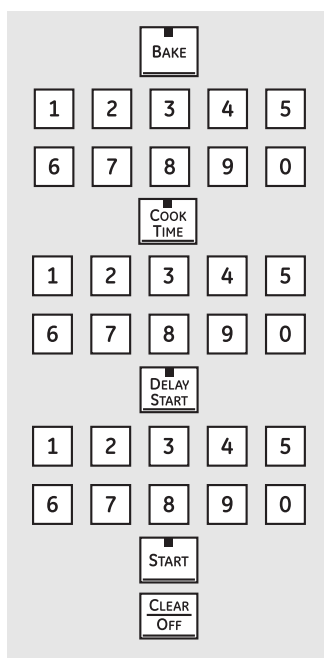 BAKE
1 2 3 4 5
6 7 8 9 0
COOK
TIME
1 2 3 4 5
6 7 8 9 0
DELAY
START
1 2 3 4 5
6 7 8 9 0
START
CLEAR
OFF